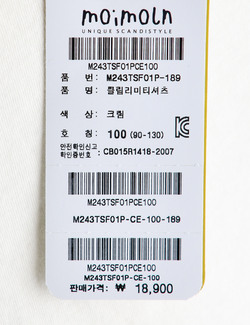 moimoln
UNIQUE SCANDISTYLE
M243TSF01PCE100
품 번: M243TSF01P-189
품 명: 플림리미티셔츠
색 상: 크림
호 칭: 100 (90-130)
안전확인신고
확인증번호 : CB015R1418-2007
M243TSF01PCE100
M243TSF01P-CE-100-189
M243TSF01PCE100
M243TSF01P-CE-100
판매가격: ₩ 18,900